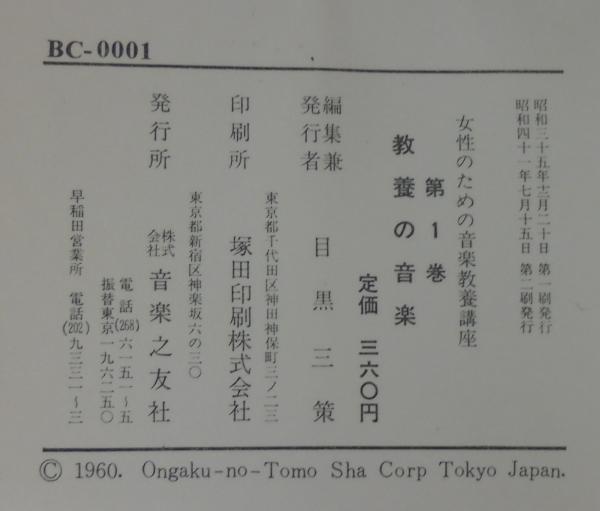 BC-0001
昭和三十五年十二月二十日 第一刷発行
昭和四十一年七月十五日 第二刷発行
女性のための音楽教養講座
第1巻
教養の音楽
定価 三六〇円
編集兼
発行者 目黒三策
東京都千代田区神田神保町三ノ二三
印刷所 塚田印刷株式会社
東京都新宿区神楽坂六の三〇
発行所 株式会社 音楽之友社
電話(268)六一五一~五
振替東京一九六二五〇
早稲田営業所 電話(202)九三三一~三
© 1960. Ongaku-no-Tomo Sha Corp Tokyo Japan.